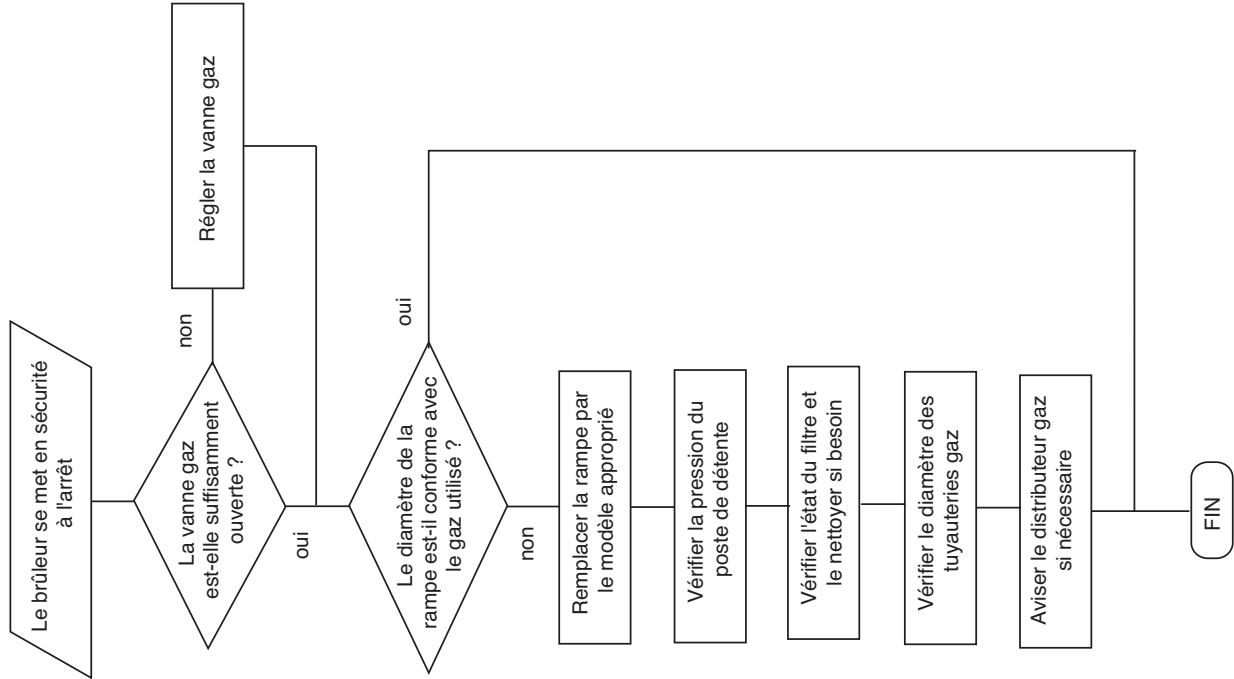 Le brûleur se met en sécurité
à l'arrêt
La vanne gaz
est-elle suffisamment
ouverte ?
non
Régler la vanne gaz
oui
Le diamètre de la
rampe est-il conforme avec
le gaz utilisé ?
oui
non
Remplacer la rampe par
le modèle approprié
Vérifier la pression du
poste de détente
Vérifier l'état du filtre et
le nettoyer si besoin
Vérifier le diamètre des
tuyauteries gaz
Aviser le distributeur gaz
si nécessaire
FIN